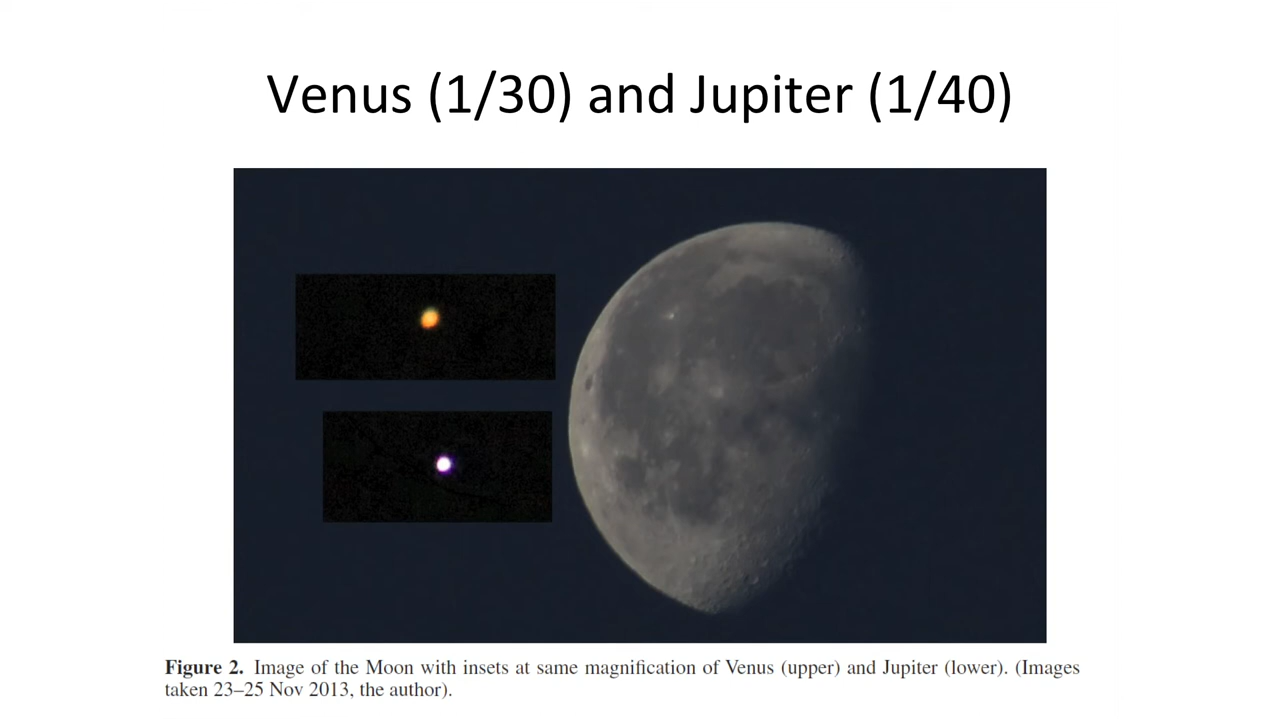 Venus (1/30) and Jupiter (1/40)
Figure 2. Image of the Moon with insets at same magnification of Venus (upper) and Jupiter (lower). (Images
taken 23–25 Nov 2013, the author).